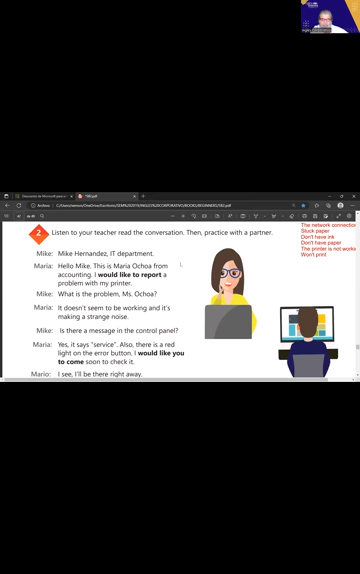 2 Listen to your teacher read the conversation. Then, practice with a partner.
Mike: Mike Hernandez, IT department.
Maria: Hello Mike. This is Maria Ochoa from
accounting. I would like to report a
problem with my printer.
Mike: What is the problem, Ms. Ochoa?
Maria: It doesn't seem to be working and it's
making a strange noise.
Mike: Is there a message in the control panel?
Maria: Yes, it says "service". Also, there is a red
light on the error button. I would like you
to come soon to check it.
Mario: I see, I'll be there right away.
The network connection
Stuck paper
Don't have ink
Don't have paper
The printer is not works
Won't print